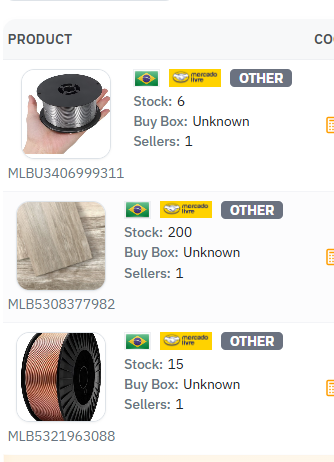 PRODUCT
CO
mercado livre
OTHER
Stock: 6
Buy Box: Unknown
Sellers: 1
MLBU3406999311
mercado livre
OTHER
Stock: 200
Buy Box: Unknown
Sellers: 1
MLB5308377982
mercado livre
OTHER
Stock: 15
Buy Box: Unknown
Sellers: 1
MLB5321963088